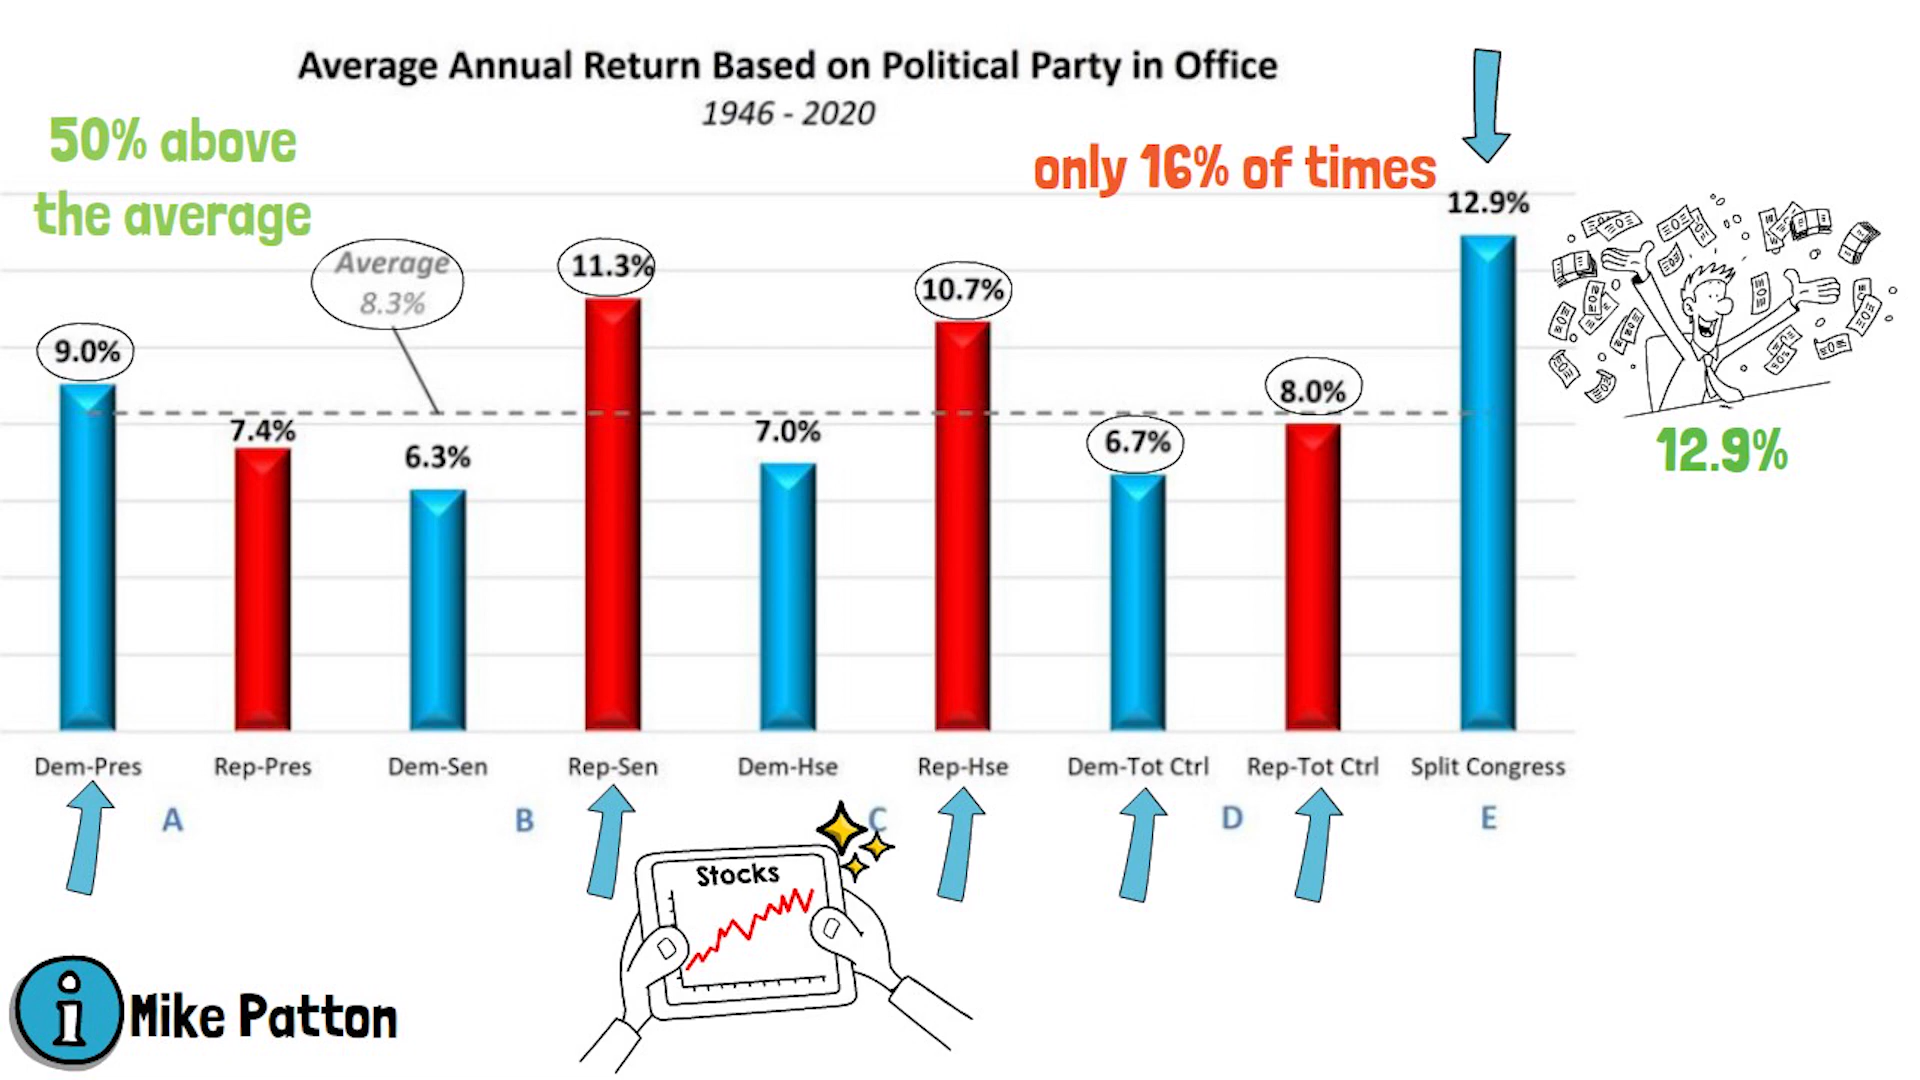 Average Annual Return Based on Political Party in Office
1946 - 2020
50% above
the average
only 16% of times
12.9%
Average
8.3%
11.3%
10.7%
9.0%
8.0%
7.4%
6.3%
7.0%
6.7%
12.9%
Dem-Pres Rep-Pres Dem-Sen Rep-Sen Dem-Hse Rep-Hse Dem-Tot Ctrl Rep-Tot Ctrl Split Congress
A B C D E
Stocks
i Mike Patton